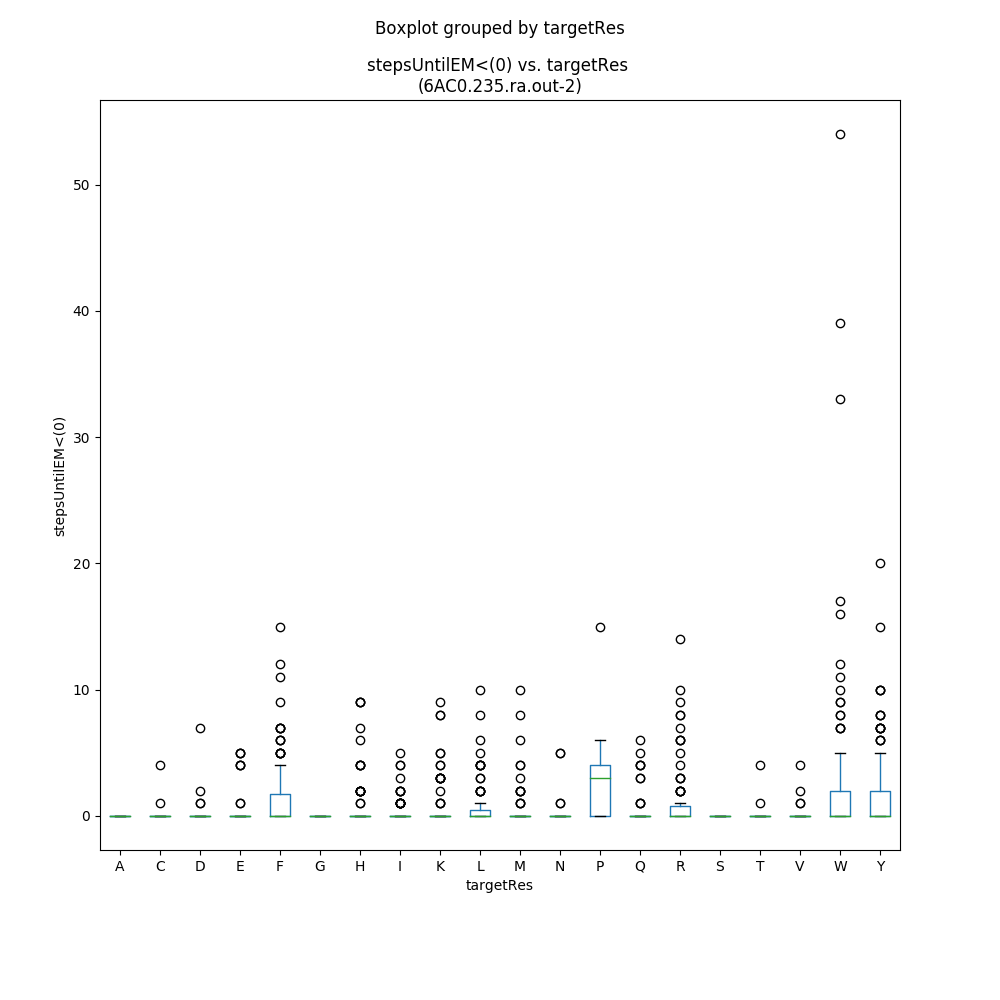 Boxplot grouped by targetRes
stepsUntilEM<(0) vs. targetRes
(6AC0.235.ra.out-2)
50
40
30
20
10
0
stepsUntilEM<(0)
A C D E F G H I K L M N P Q R S T V W Y
targetRes